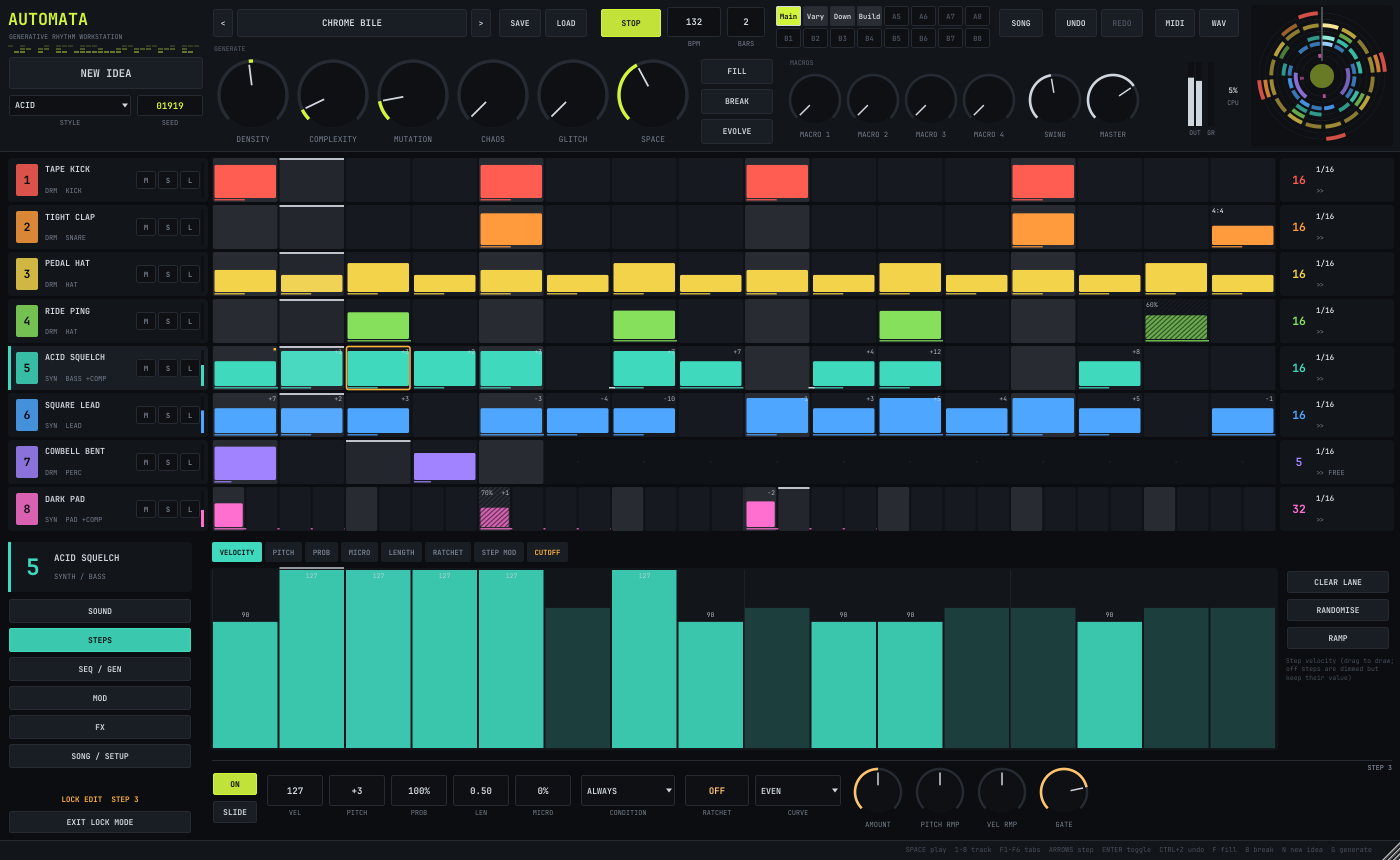 AUTOMATA
GENERATIVE RHYTHM WORKSTATION
NEW IDEA
ACID
01919
STYLE
SEED
<
CHROME BILE
>
SAVE
LOAD
STOP
132
2
BPM
BARS
Main
Vary
Down
Build
A5
A6
A7
A8
B1
B2
B3
B4
B5
B6
B7
B8
SONG
UNDO
REDO
MIDI
WAV
GENERATE
DENSITY
COMPLEXITY
MUTATION
CHAOS
GLITCH
SPACE
FILL
BREAK
EVOLVE
MACROS
MACRO 1
MACRO 2
MACRO 3
MACRO 4
SWING
MASTER
OUT GR
5%
CPU
1
TAPE KICK
DRM KICK
M S L
16
1/16
>>
2
TIGHT CLAP
DRM SNARE
M S L
4:4
16
1/16
>>
3
PEDAL HAT
DRM HAT
M S L
16
1/16
>>
4
RIDE PING
DRM HAT
M S L
60%
16
1/16
>>
5
ACID SQUELCH
SYN BASS +COMP
M S L
+7
+4
+12
+8
16
1/16
>>
6
SQUARE LEAD
SYN LEAD
M S L
+7
+2
+3
-3
-4
-10
+3
+4
+5
-1
16
1/16
>>
7
COWBELL BENT
DRM PERC
M S L
5
1/16
>> FREE
8
DARK PAD
SYN PAD +COMP
M S L
70% +1
-2
32
1/16
>>
5
ACID SQUELCH
SYNTH / BASS
SOUND
STEPS
SEQ / GEN
MOD
FX
SONG / SETUP
LOCK EDIT STEP 3
EXIT LOCK MODE
VELOCITY
PITCH
PROB
MICRO
LENGTH
RATCHET
STEP MOD
CUTOFF
98
127
127
127
127
127
98
98
98
98
CLEAR LANE
RANDOMISE
RAMP
Step velocity (drag to draw;
off steps are dimmed but
keep their value)
STEP 3
ON
SLIDE
127
+3
100%
0.50
0%
ALWAYS
OFF
EVEN
VEL
PITCH
PROB
LEN
MICRO
CONDITION
RATCHET
CURVE
AMOUNT
PITCH RMP
VEL RMP
GATE
SPACE play 1-8 track F1-F6 tabs ARROWS step ENTER toggle CTRL+Z undo F fill B break N new idea G generate